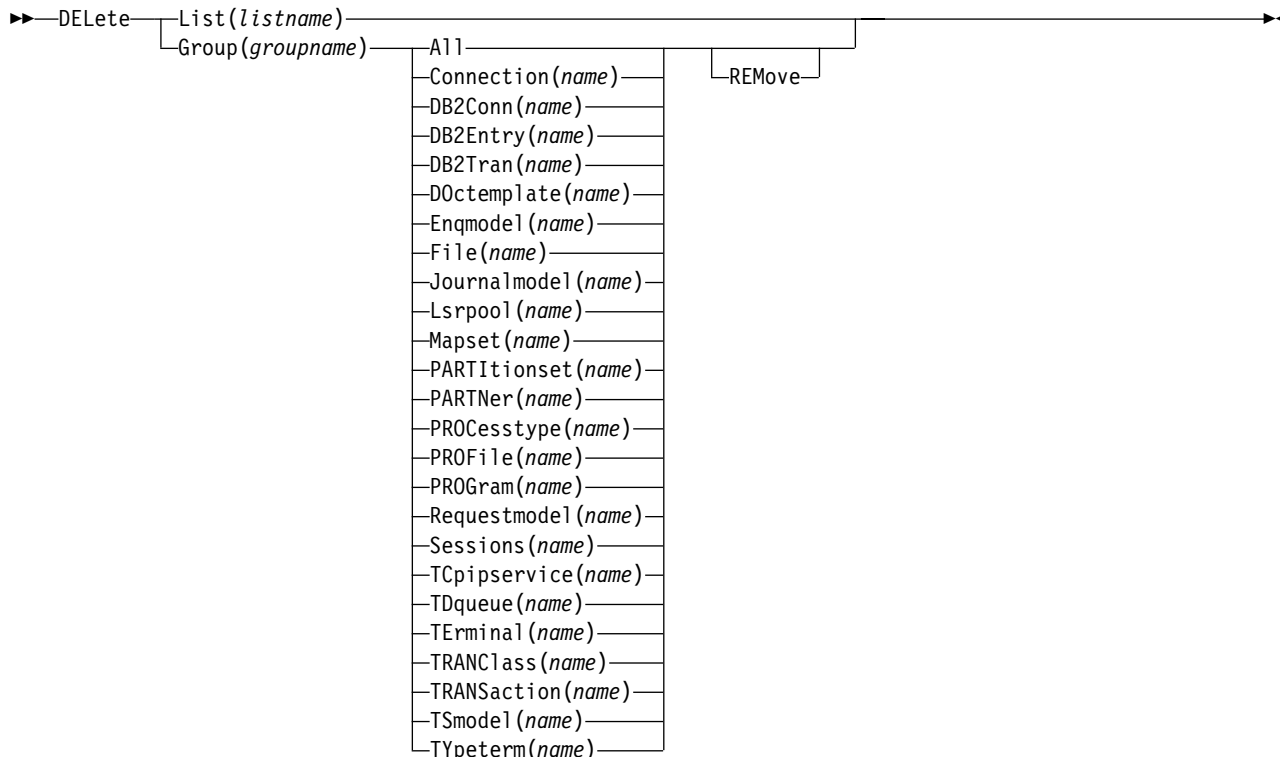 DELete List(listname)
Group(groupname) All
Connection(name) REMove
DB2Conn(name)
DB2Entry(name)
DB2Tran(name)
DOctemplate(name)
Enqmodel(name)
File(name)
Journalmodel(name)
Lsrpool(name)
Mapset(name)
PARTItionset(name)
PARTNer(name)
PROCesstype(name)
PROFile(name)
PROGram(name)
Requestmodel(name)
Sessions(name)
TCpipservice(name)
TDqueue(name)
TErminal(name)
TRANClass(name)
TRANSaction(name)
TSmodel(name)
TYpeterm(name)